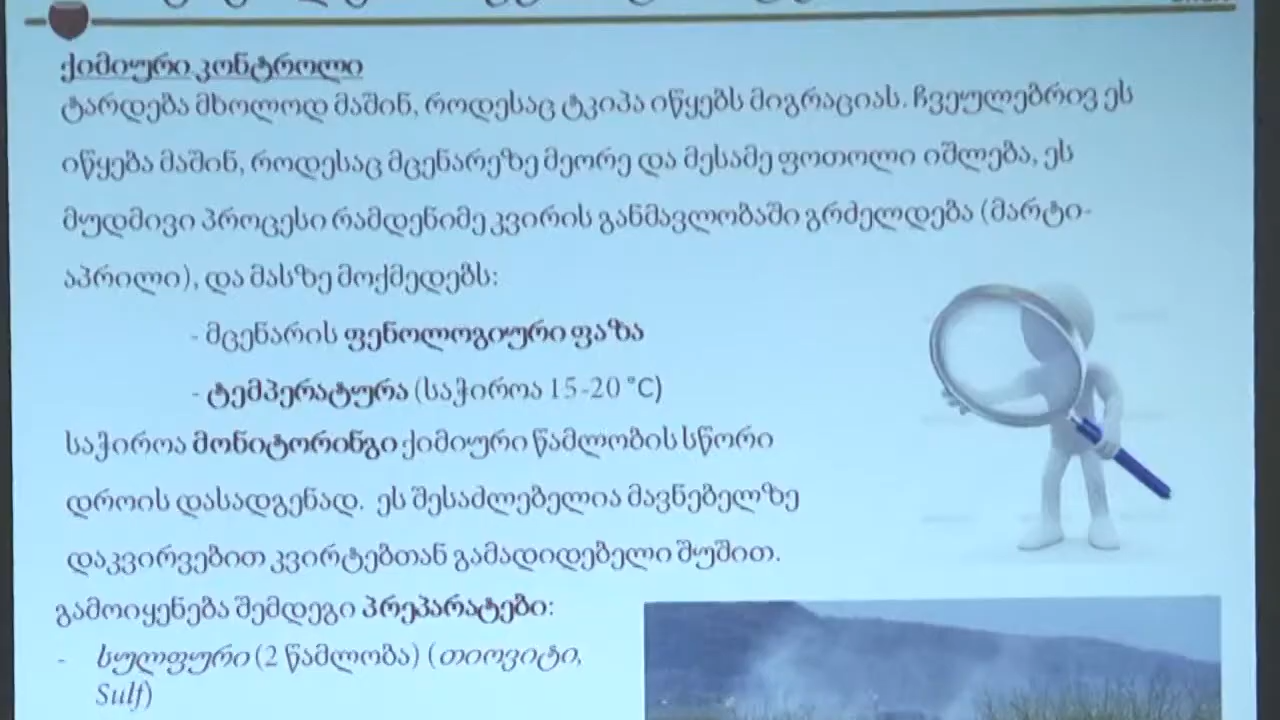 ქიმიური კონტროლი
ტარდება მხოლოდ მაშინ, როდესაც ტკიპა იწყებს მიგრაციას. ჩვეულებრივ ეს
იწყება მაშინ, როდესაც მცენარეზე მეორე და მესამე ფოთოლი იშლება, ეს
მუდმივი პროცესი რამდენიმე კვირის განმავლობაში გრძელდება (მარტი-
აპრილი), და მასზე მოქმედებს:
- მცენარის ფენოლოგიური ფაზა
- ტემპერატურა (საჭიროა 15-20 °C)
საჭიროა მონიტორინგი ქიმიური წამლობის სწორი
დროის დასადგენად. ეს შესაძლებელია მავნებელზე
დაკვირვებით კვირტებთან გამადიდებელი შუშით.
გამოიყენება შემდეგი პრეპარატები:
- სულფური (2 წამლობა) (თიოვიტი,
Sulf)